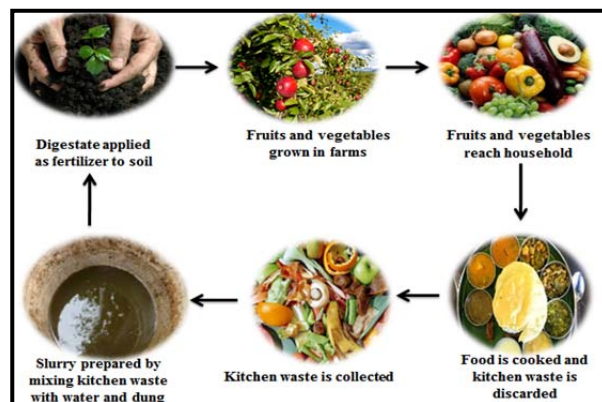 Digestate applied
as fertilizer to soil
Fruits and vegetables
grown in farms
Fruits and vegetables
reach household
Slurry prepared by
mixing kitchen waste
with water and dung
Kitchen waste is collected
Food is cooked and
kitchen waste is
discarded